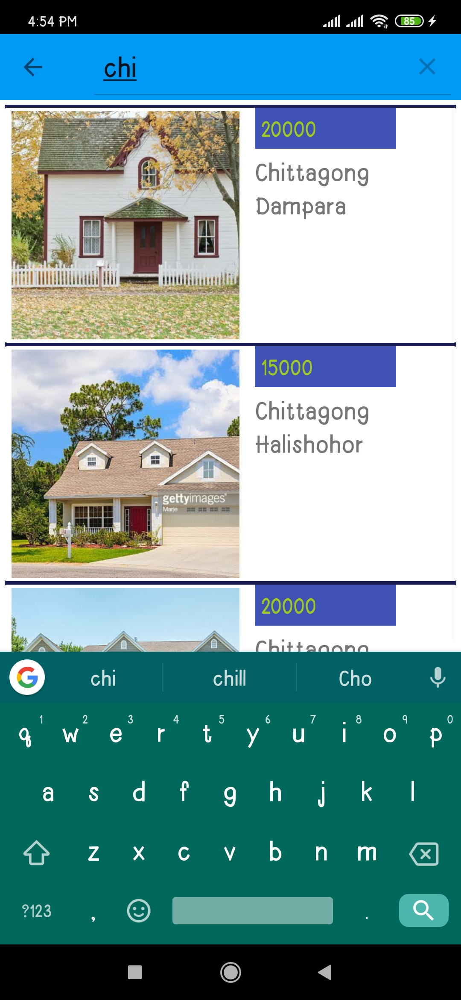 4:54 PM
85
chi
20000
Chittagong
Dampara
15000
Chittagong
Halishohor
gettyimages®
Marje
20000
Chittagong
chi chill Cho
1 2 3 4 5 6 7 8 9 0
q w e r t y u i o p
a s d f g h j k l
z x c v b n m
?123 , .